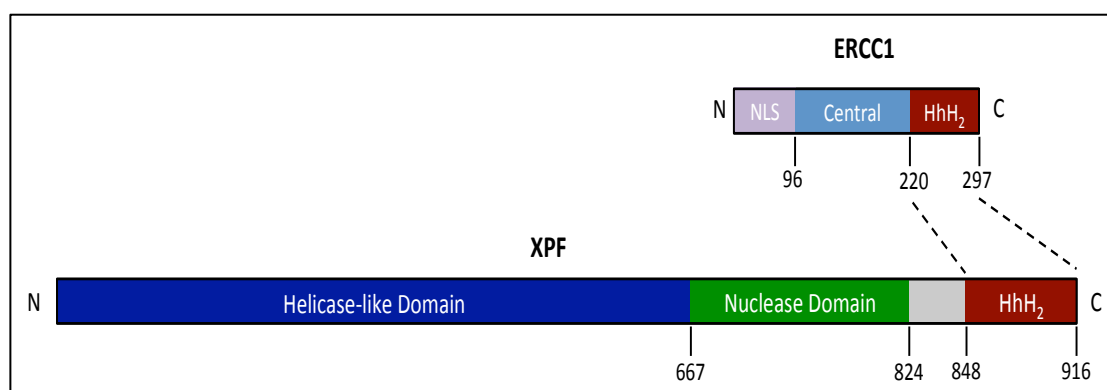 ERCC1
N NLS Central HhH₂ C
96 220 297
XPF
N Helicase-like Domain Nuclease Domain HhH₂ C
667 824 848 916